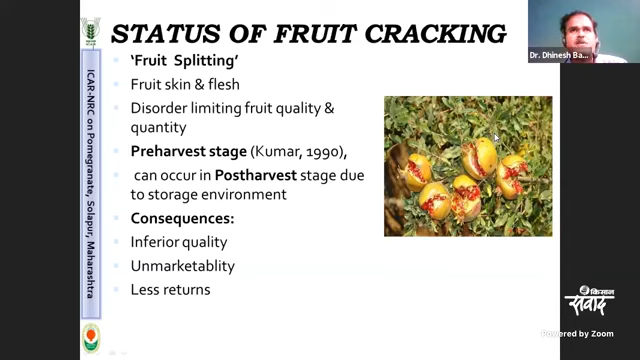 STATUS OF FRUIT CRACKING
‘Fruit Splitting’
Fruit skin & flesh
Disorder limiting fruit quality &
quantity
Preharvest stage (Kumar, 1990),
can occur in Postharvest stage due
to storage environment
Consequences:
Inferior quality
Unmarketablity
Less returns
ICAR-NRC on Pomegranate, Solapur, Maharashtra
Dr. Dhinesh Ba...
किसान
संवाद
Powered by Zoom